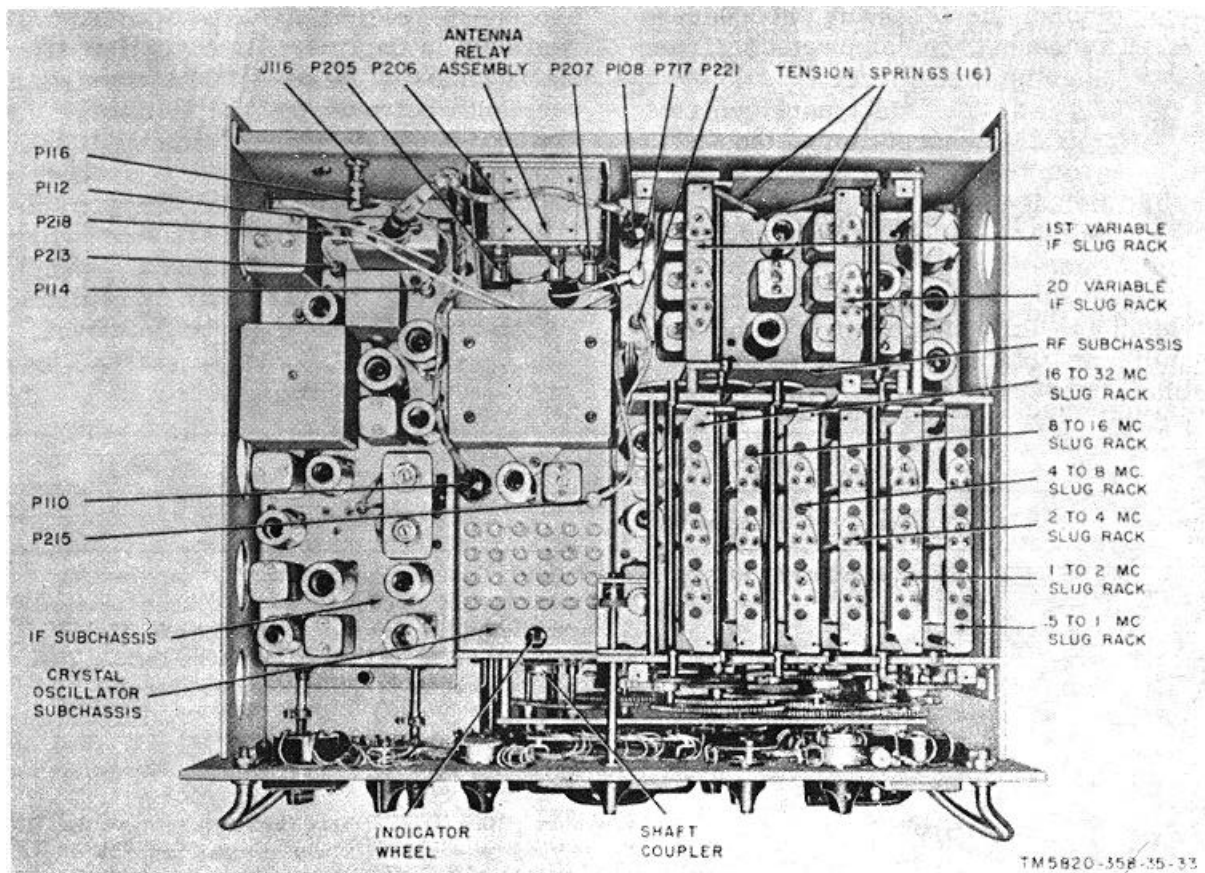 ANTENNA
RELAY
J116 P205 P206 ASSEMBLY P207 P108 P717 P221 TENSION SPRINGS (16)
P116
P112
P218
P213
P114
1ST VARIABLE
IF SLUG RACK
2D VARIABLE
IF SLUG RACK
RF SUBCHASSIS
16 TO 32 MC
SLUG RACK
8 TO 16 MC
SLUG RACK
4 TO 8 MC
SLUG RACK
2 TO 4 MC
SLUG RACK
1 TO 2 MC
SLUG RACK
.5 TO 1 MC
SLUG RACK
P110
P215
IF SUBCHASSIS
CRYSTAL
OSCILLATOR
SUBCHASSIS
INDICATOR
WHEEL
SHAFT
COUPLER
TM5820-358-35-33